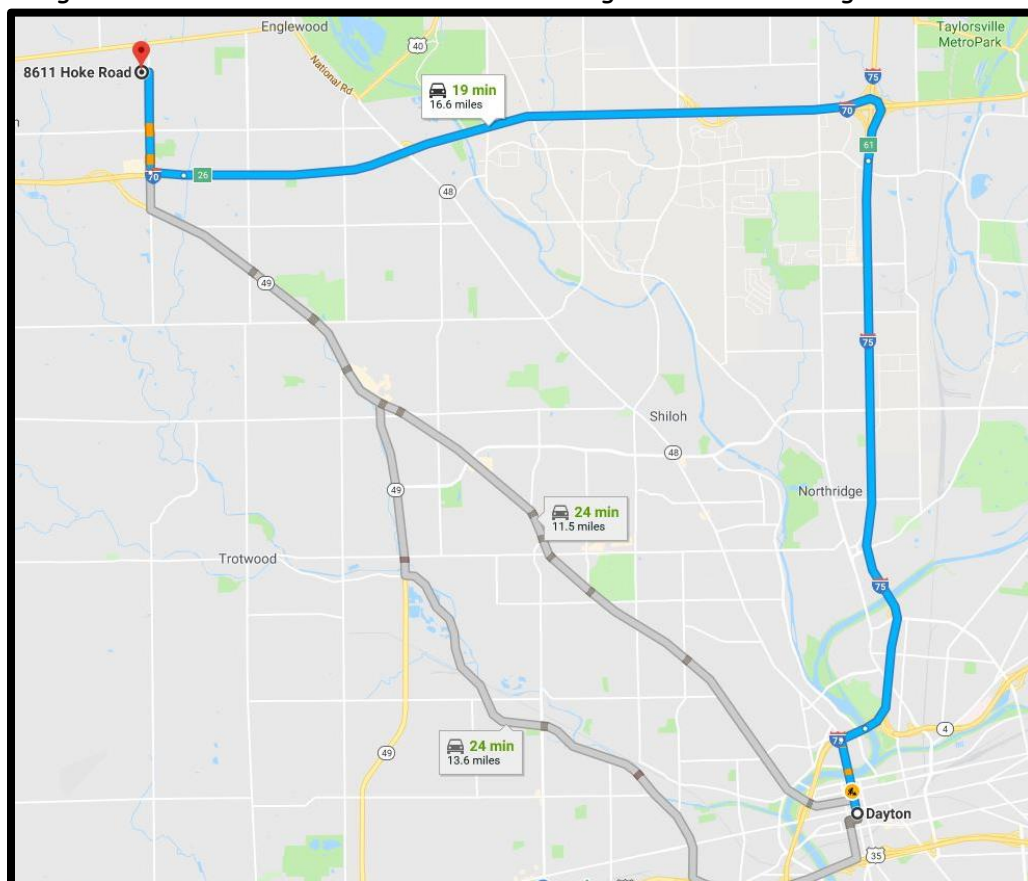 Englewood
40
Taylorsville
MetroPark
8611 Hoke Road
National Rd
75
19 min
16.6 miles
70
61
70
26
48
49
75
Shiloh
48
Northridge
49
24 min
11.5 miles
Trotwood
75
24 min
13.6 miles
49
4
75
Dayton
35